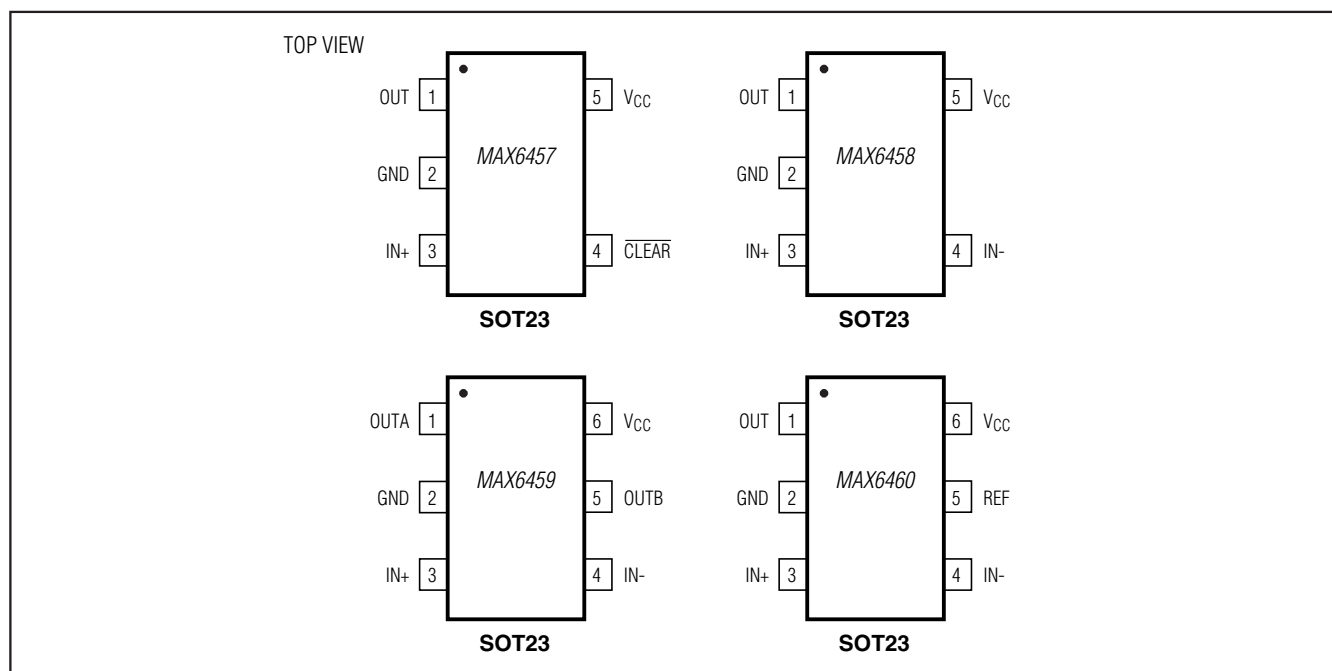 TOP VIEW
OUT 1
5 VCC
MAX6457
GND 2
IN+ 3
4 CLEAR
SOT23
OUT 1
5 VCC
MAX6458
GND 2
IN+ 3
4 IN-
SOT23
OUTA 1
6 VCC
MAX6459
GND 2
5 OUTB
IN+ 3
4 IN-
SOT23
OUT 1
6 VCC
MAX6460
GND 2
5 REF
IN+ 3
4 IN-
SOT23